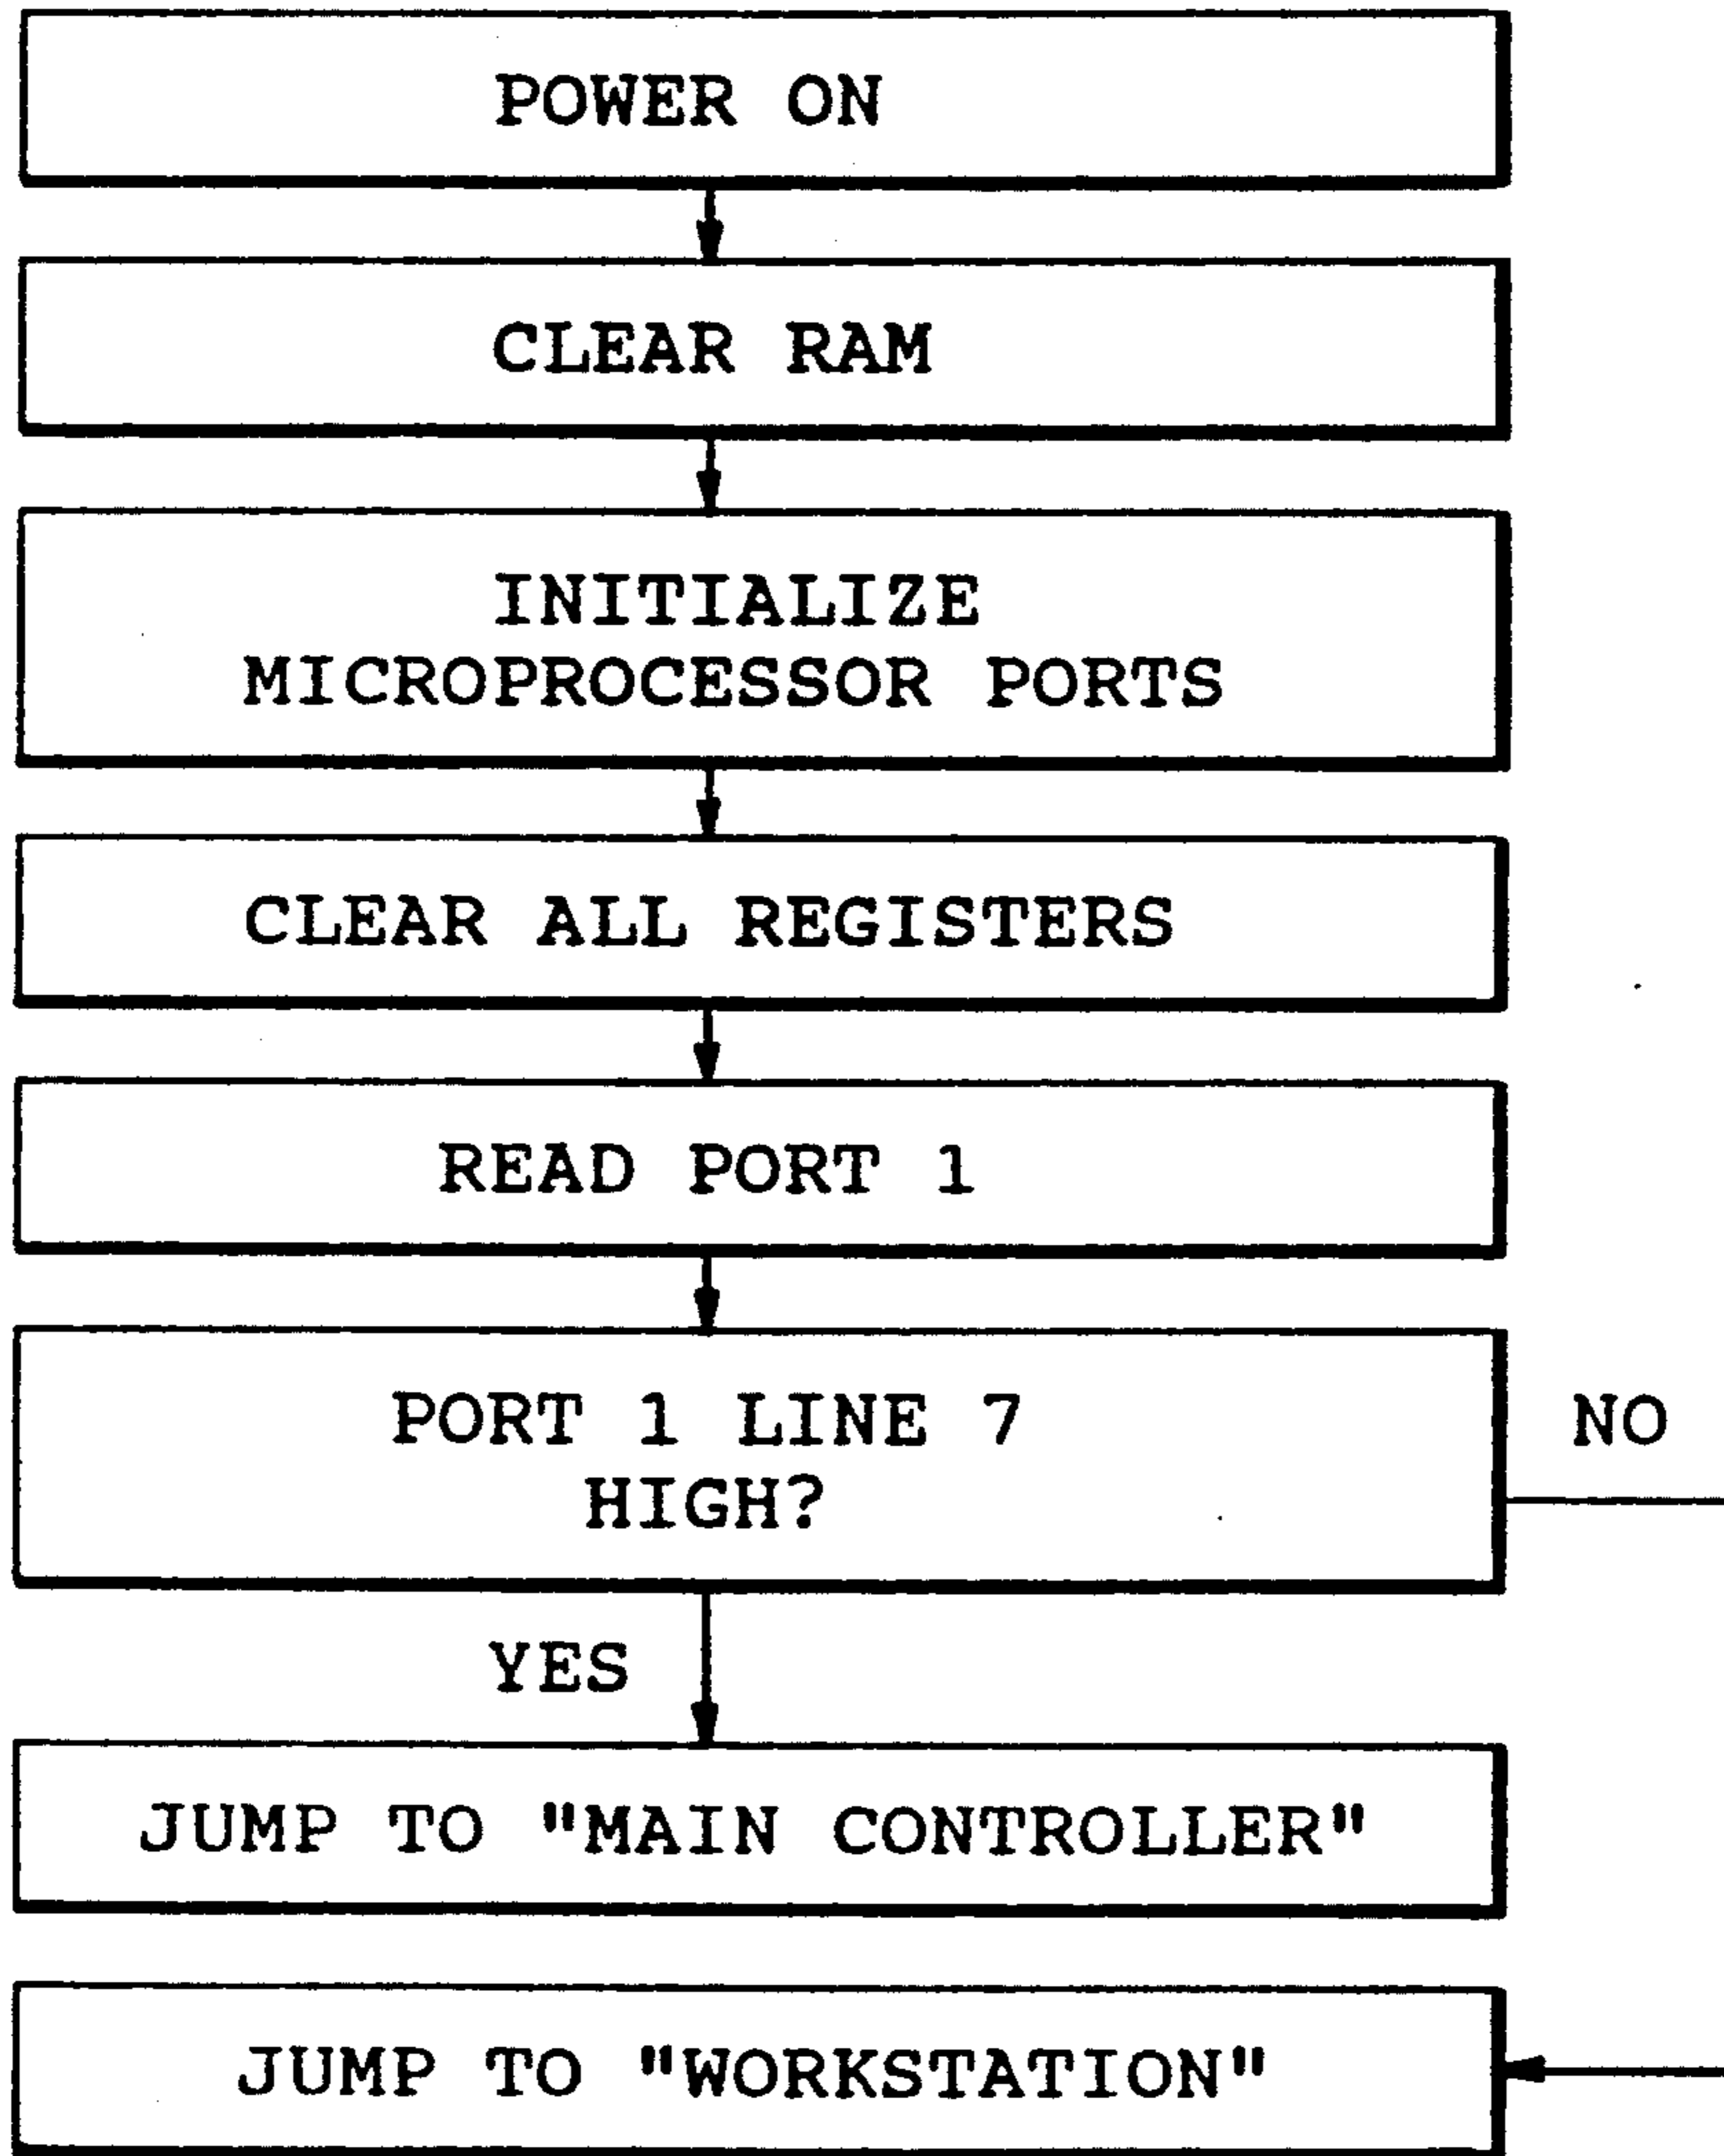 POWER ON
CLEAR RAM
INITIALIZE
MICROPROCESSOR PORTS
CLEAR ALL REGISTERS
READ PORT 1
PORT 1 LINE 7
HIGH?
NO
YES
JUMP TO "MAIN CONTROLLER"
JUMP TO "WORKSTATION"